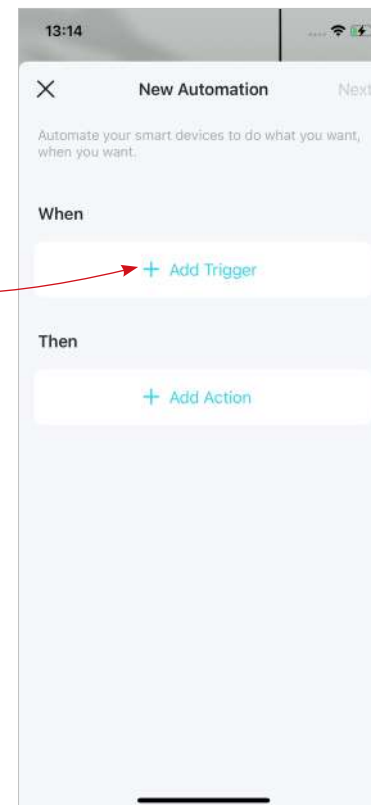 13:14
New Automation
Next
Automate your smart devices to do what you want,
when you want.
When
+ Add Trigger
Then
+ Add Action